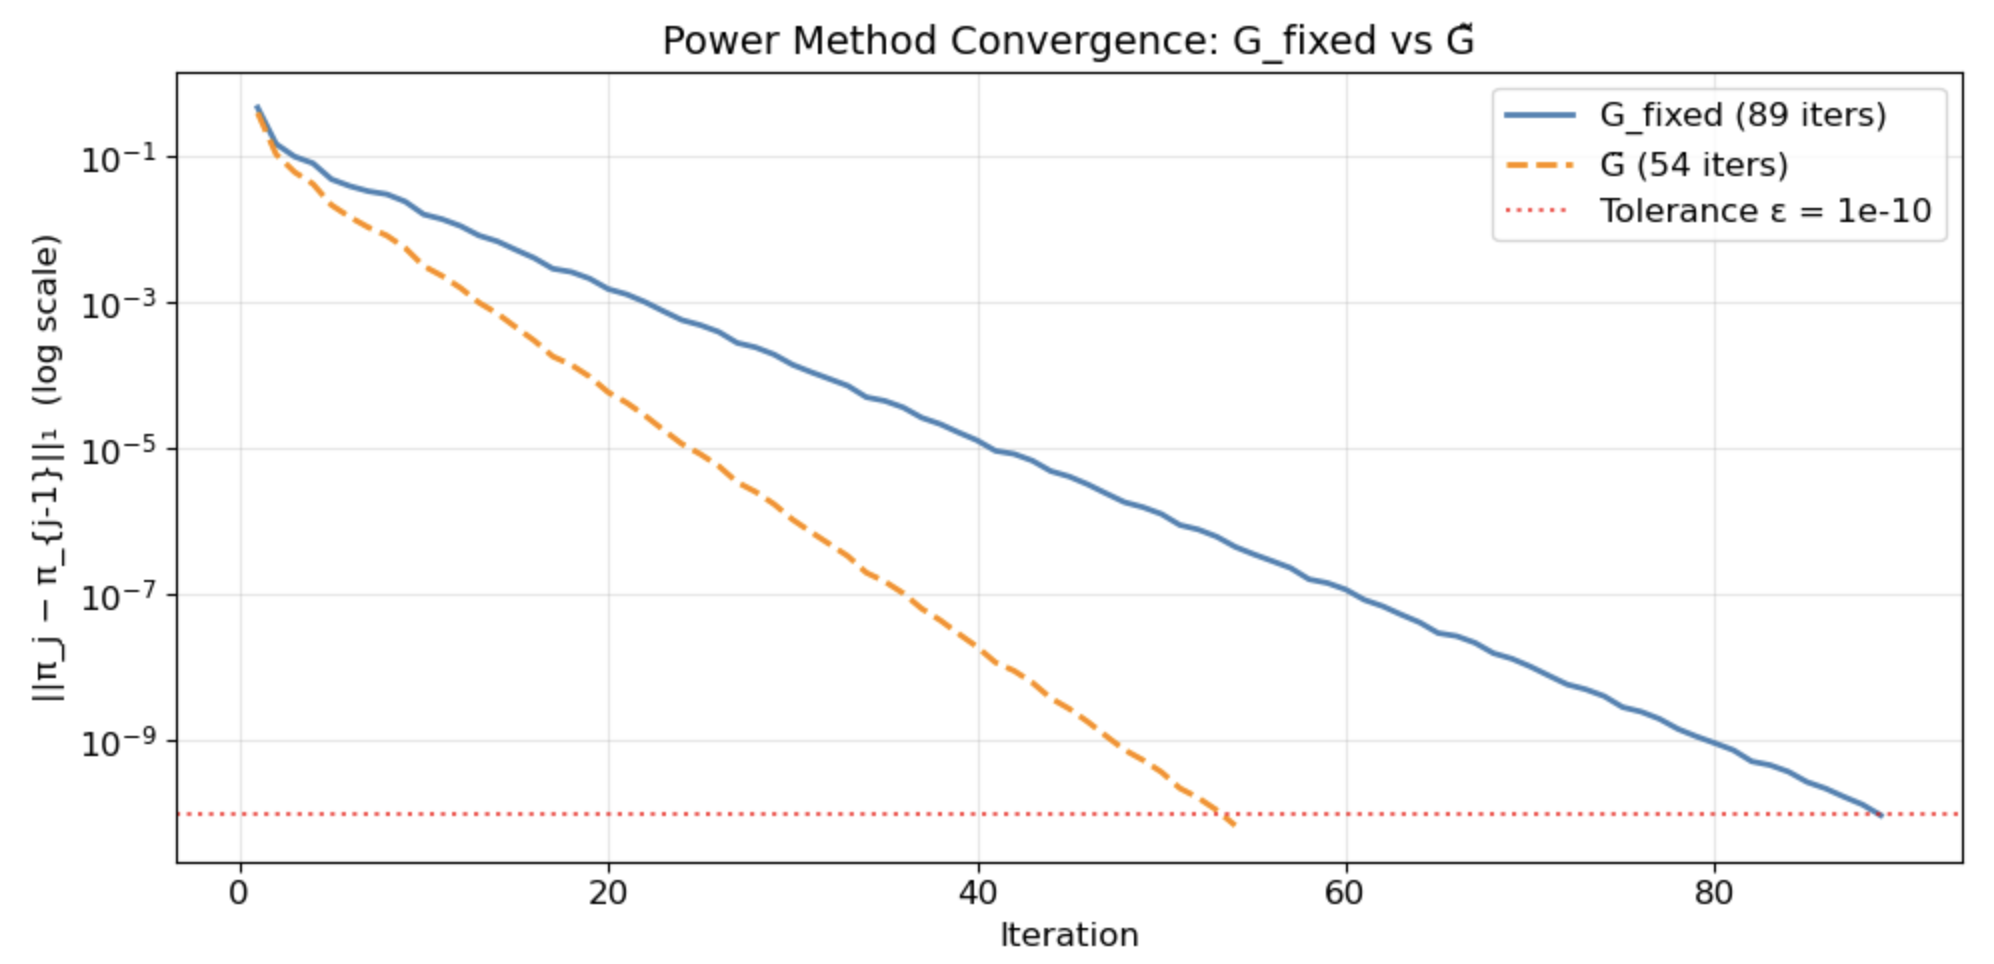 Power Method Convergence: G_fixed vs G̃
G_fixed (89 iters)
G̃ (54 iters)
Tolerance ε = 1e-10
||π_j − π_{j-1}||₁ (log scale)
10⁻¹
10⁻³
10⁻⁵
10⁻⁷
10⁻⁹
0 20 40 60 80
Iteration